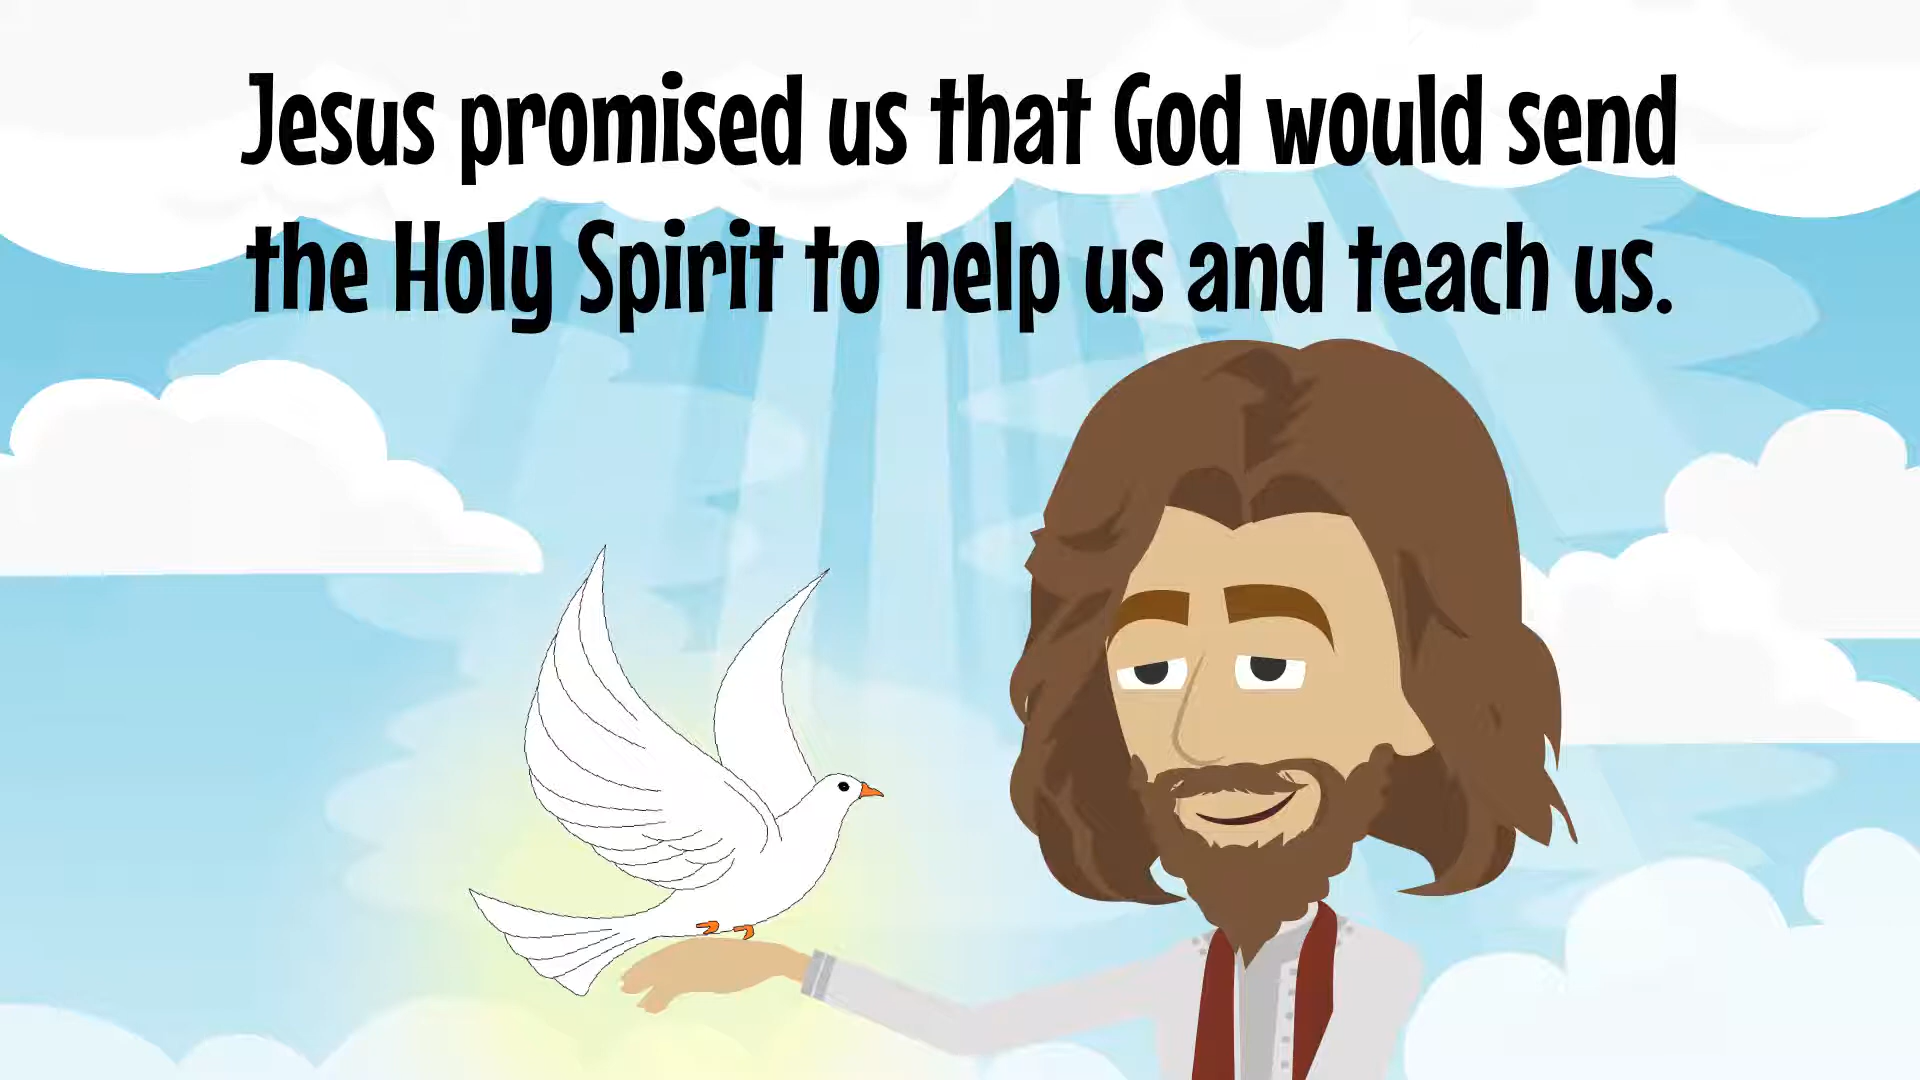 Jesus promised us that God would send
the Holy Spirit to help us and teach us.